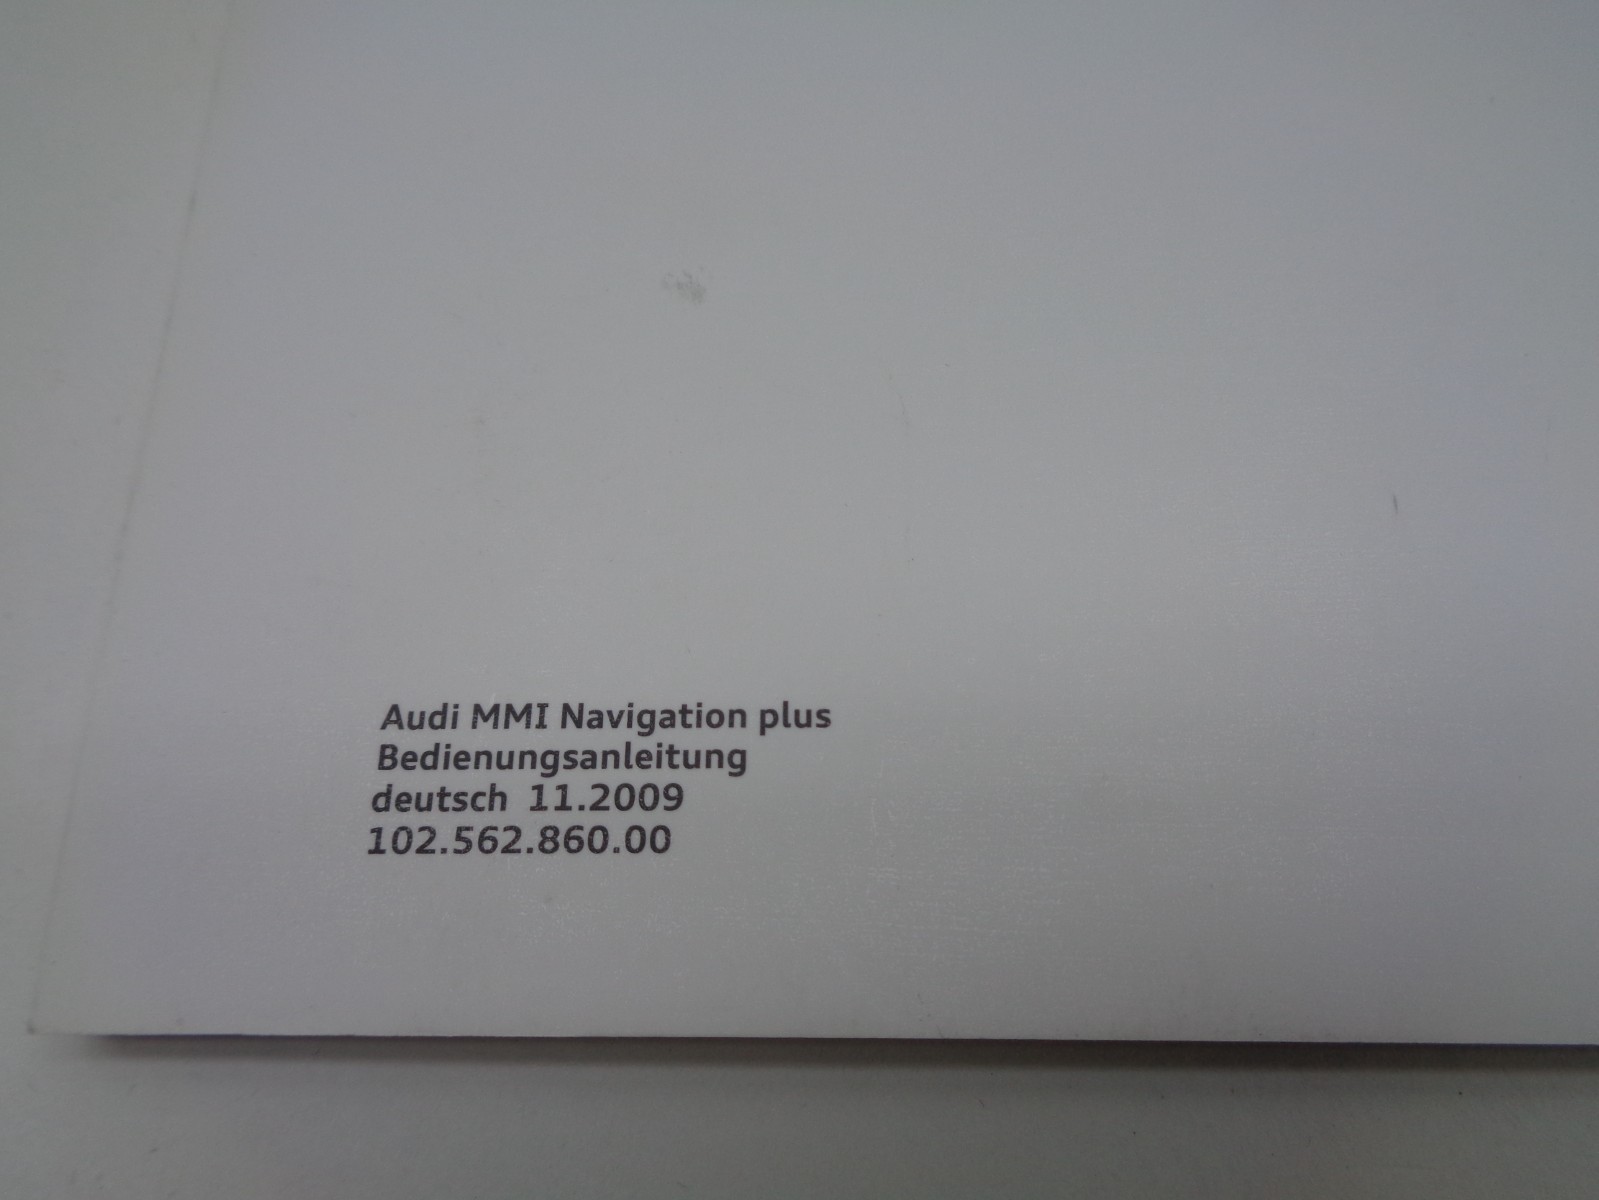 Audi MMI Navigation plus
Bedienungsanleitung
deutsch 11.2009
102.562.860.00